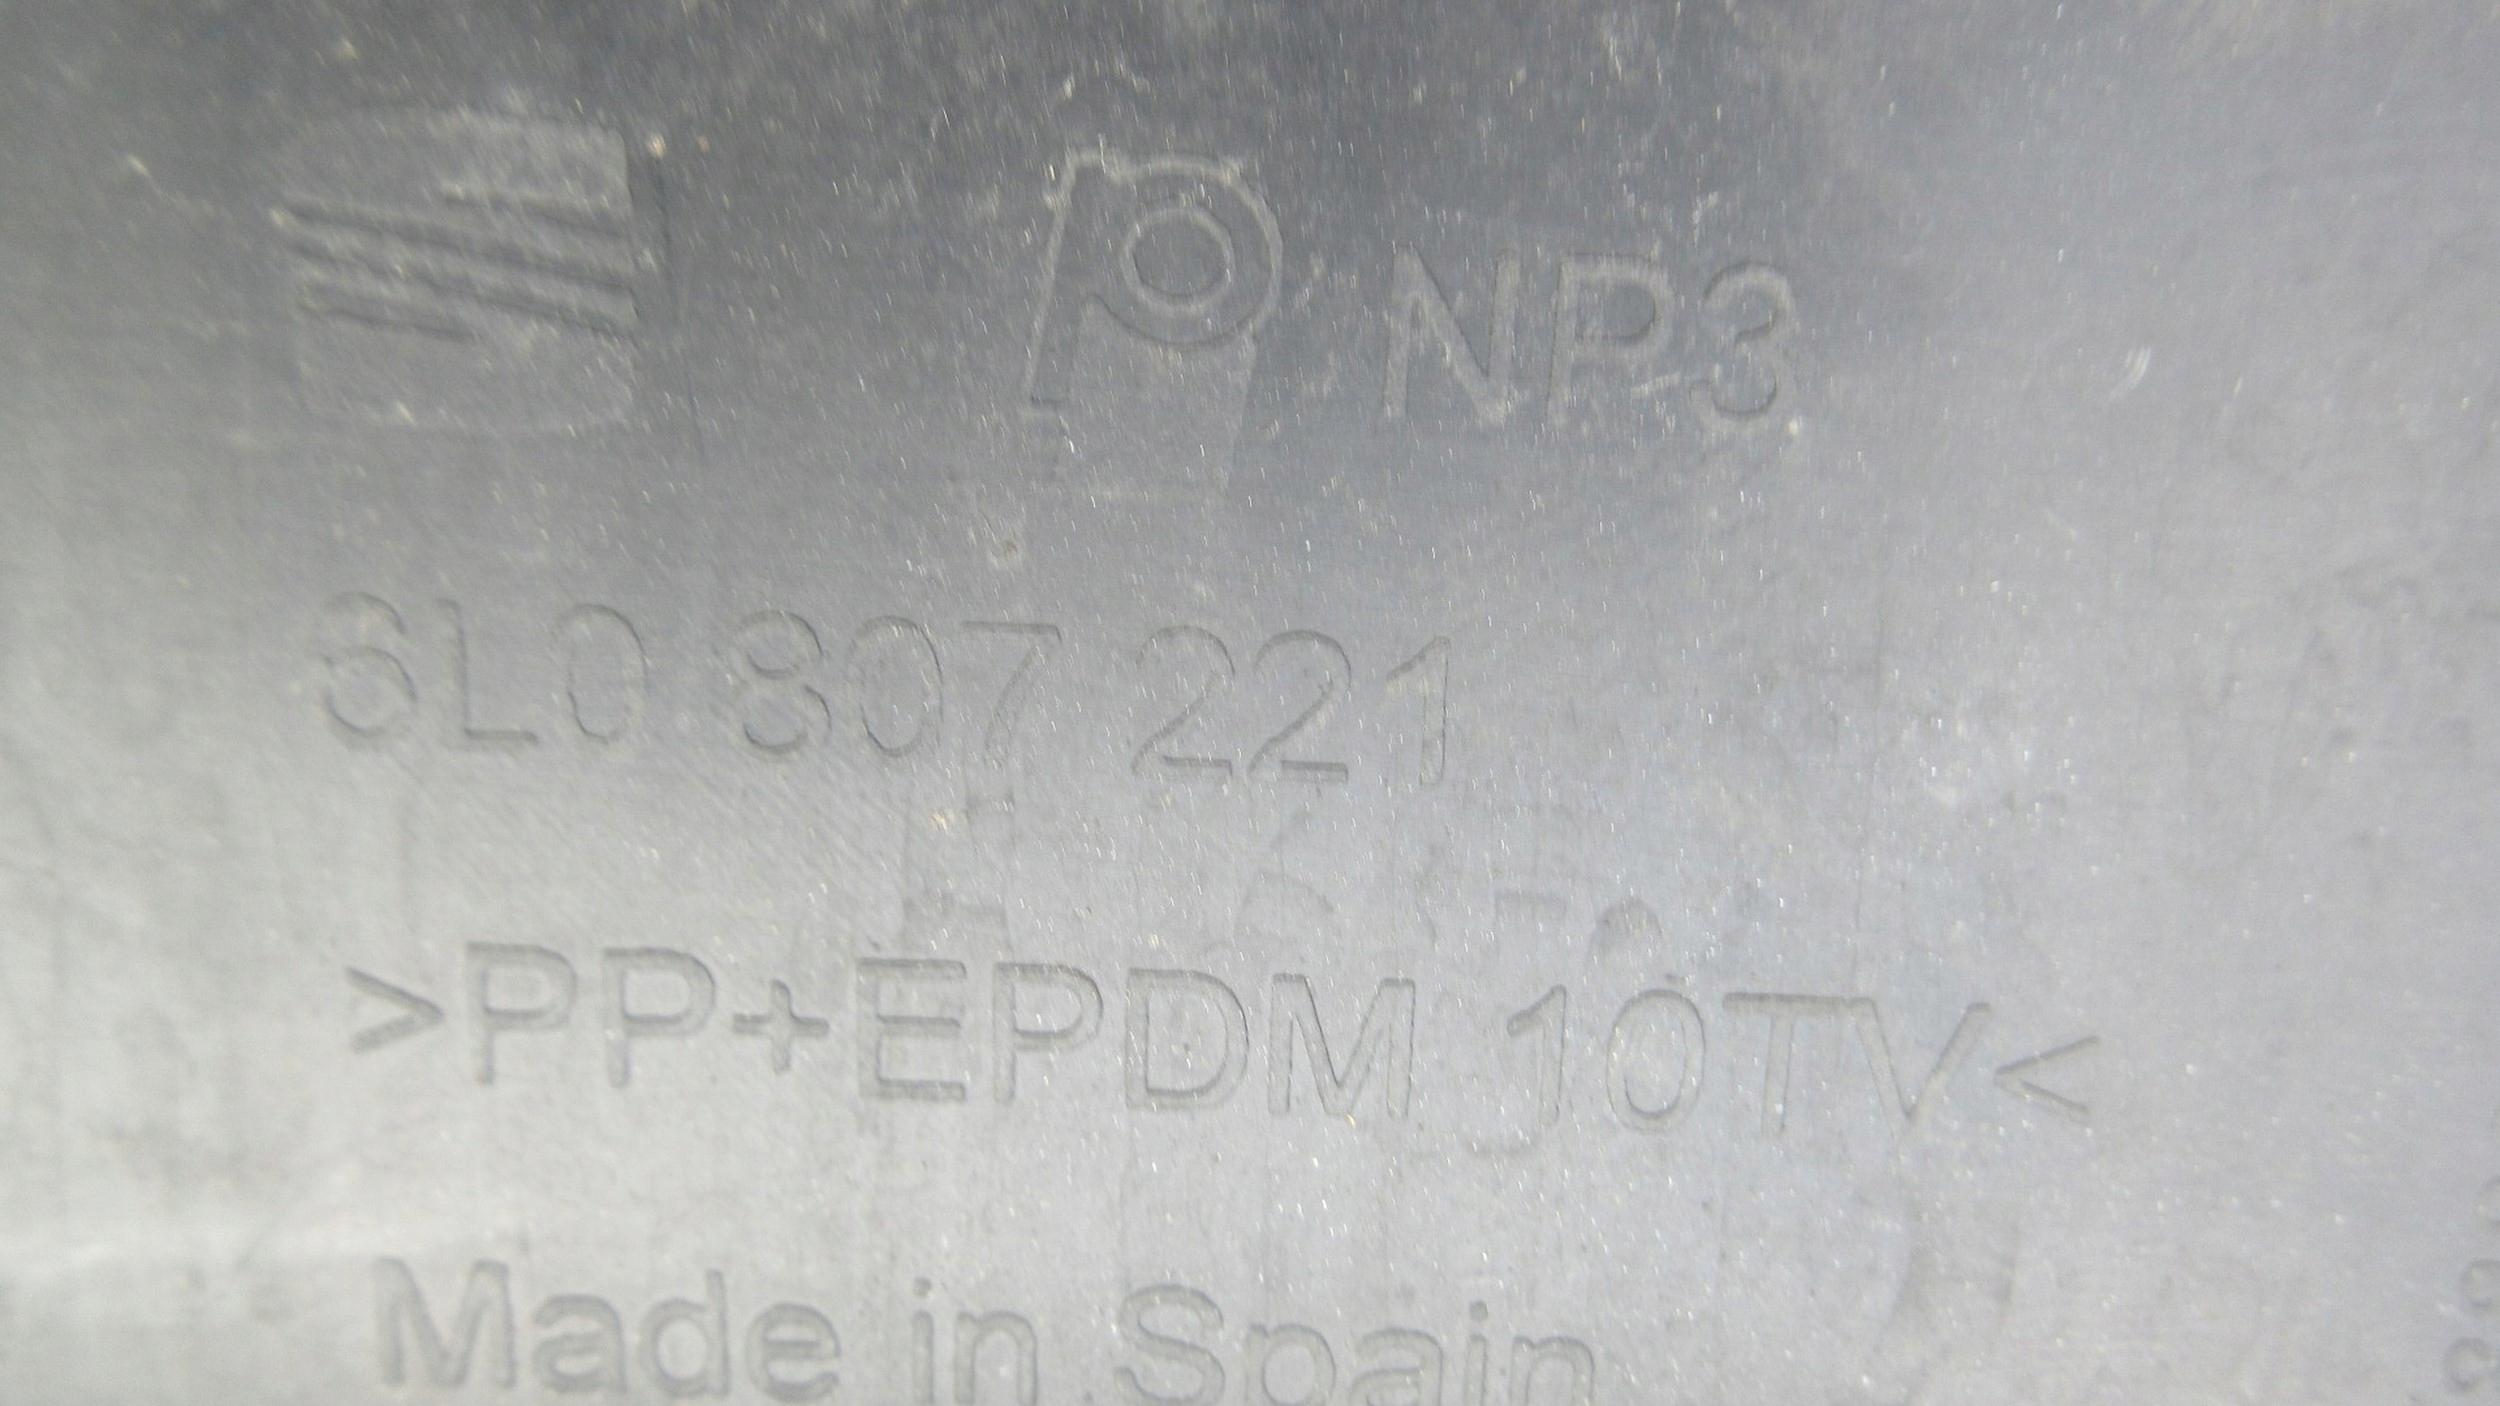 NP3
6L0 807 221
>PP+EPDM 10TV<
Made in Spain